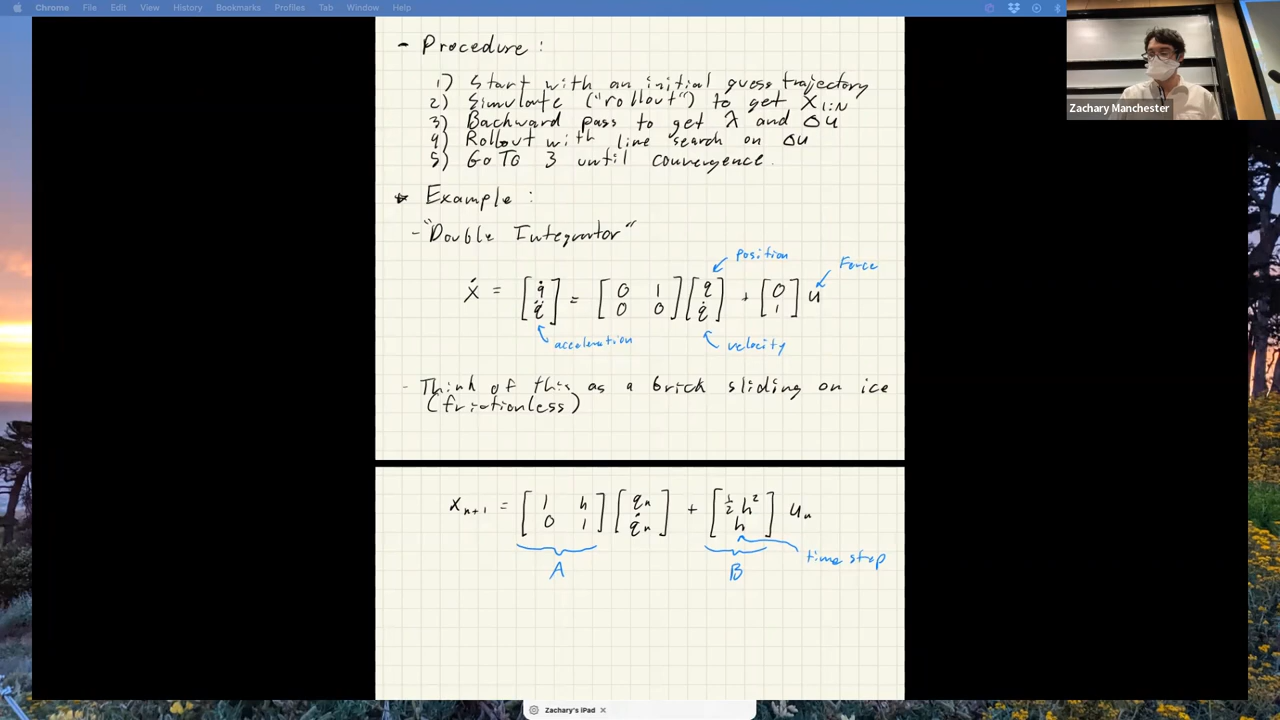 Chrome File Edit View History Bookmarks Profiles Tab Window Help
Zachary Manchester
- Procedure:
1) Start with an initial guess trajectory
2) Simulate ("rollout") to get X1:N
3) Backward pass to get λ and Δu
4) Rollout with line search on Δu
5) Go To 3 until convergence.
Example:
- "Double Integrator"
position
Force
ẋ = [q̇ q̈] = [0 1 0 0][q q̇] + [0 1] u
acceleration
velocity
- Think of this as a brick sliding on ice
(frictionless)
xn+1 = [1 h 0 1][qn q̇n] + [½h² h] un
time step
A
B
Zachary's iPad